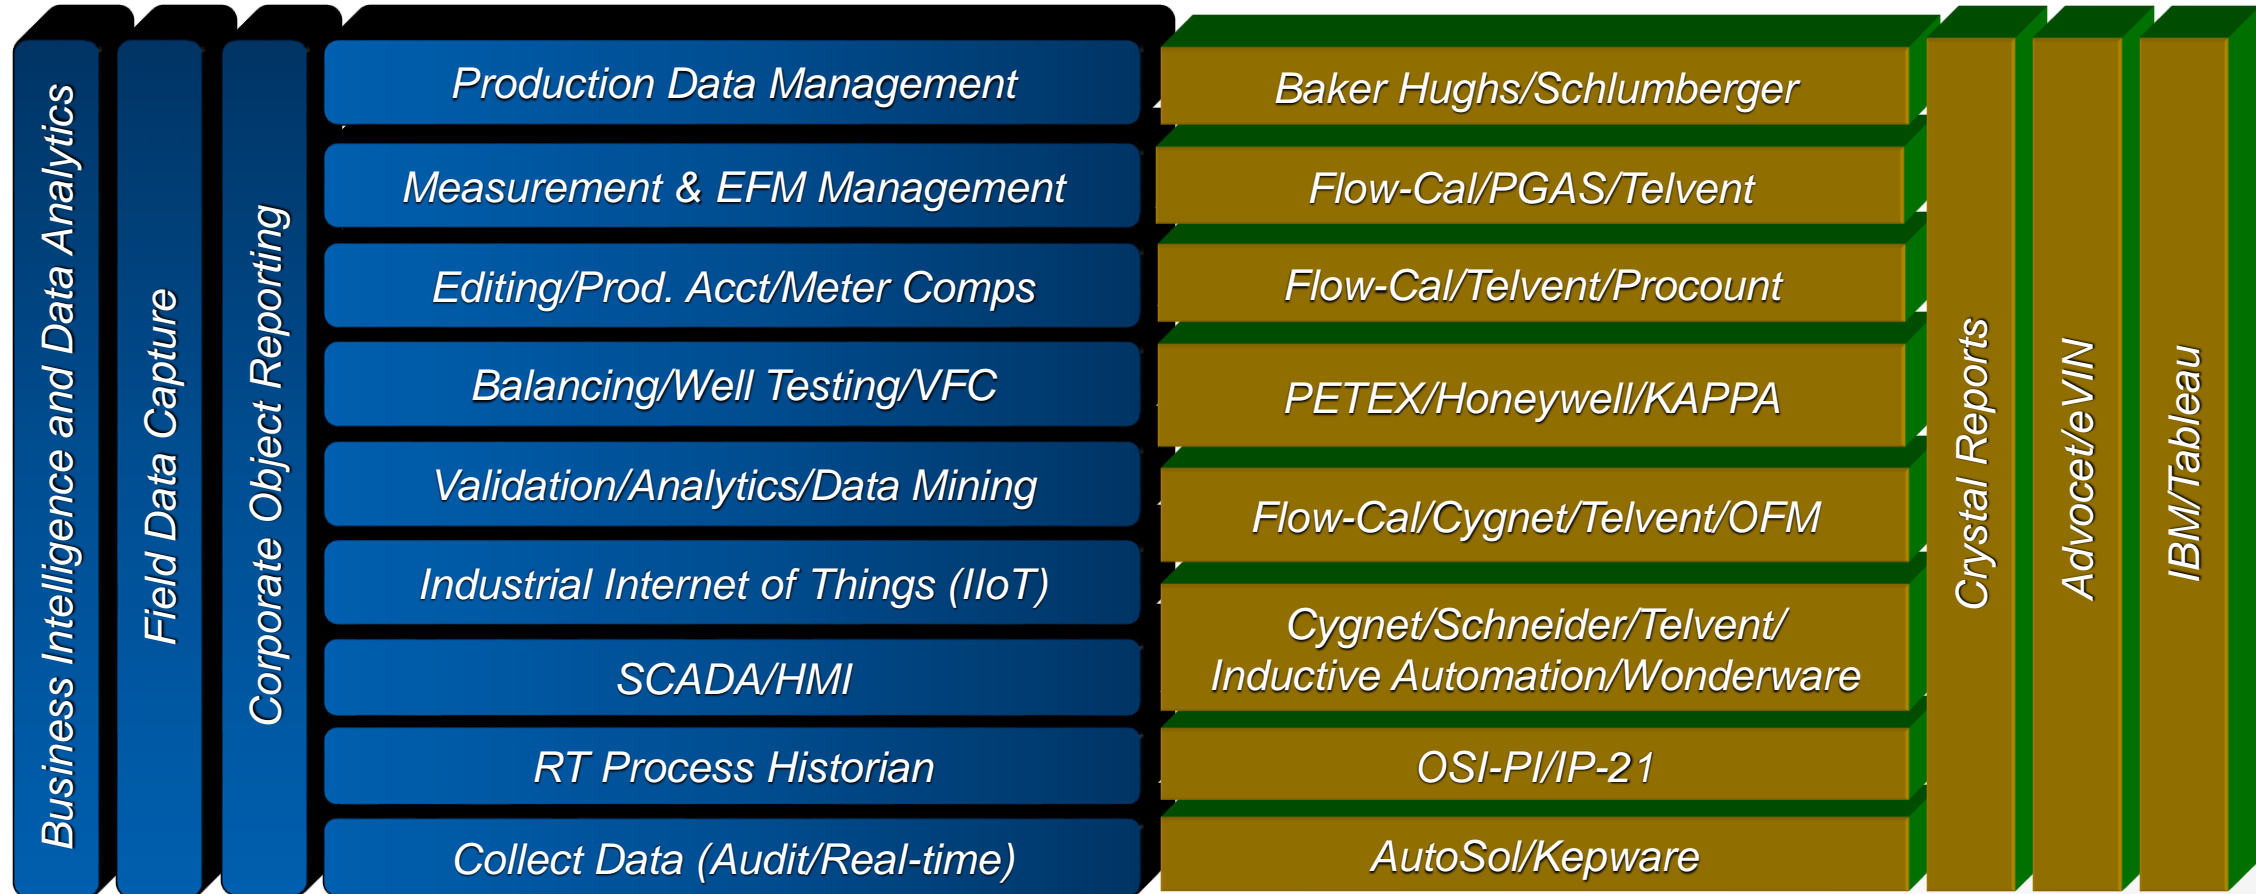 Business Intelligence and Data Analytics
Field Data Capture
Corporate Object Reporting
Production Data Management
Measurement & EFM Management
Editing/Prod. Acct/Meter Comps
Balancing/Well Testing/VFC
Validation/Analytics/Data Mining
Industrial Internet of Things (IIoT)
SCADA/HMI
RT Process Historian
Collect Data (Audit/Real-time)
Baker Hughs/Schlumberger
Flow-Cal/PGAS/Telvent
Flow-Cal/Telvent/Procount
PETEX/Honeywell/KAPPA
Flow-Cal/Cygnet/Telvent/OFM
Cygnet/Schneider/Telvent/
Inductive Automation/Wonderware
OSI-PI/IP-21
AutoSol/Kepware
Crystal Reports
Advocet/eVIN
IBM/Tableau